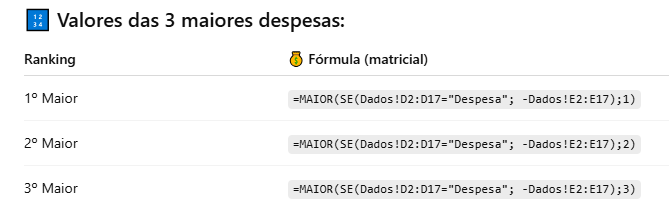 Valores das 3 maiores despesas:
Ranking Fórmula (matricial)
1º Maior =MAIOR(SE(Dados!D2:D17="Despesa"; -Dados!E2:E17);1)
2º Maior =MAIOR(SE(Dados!D2:D17="Despesa"; -Dados!E2:E17);2)
3º Maior =MAIOR(SE(Dados!D2:D17="Despesa"; -Dados!E2:E17);3)